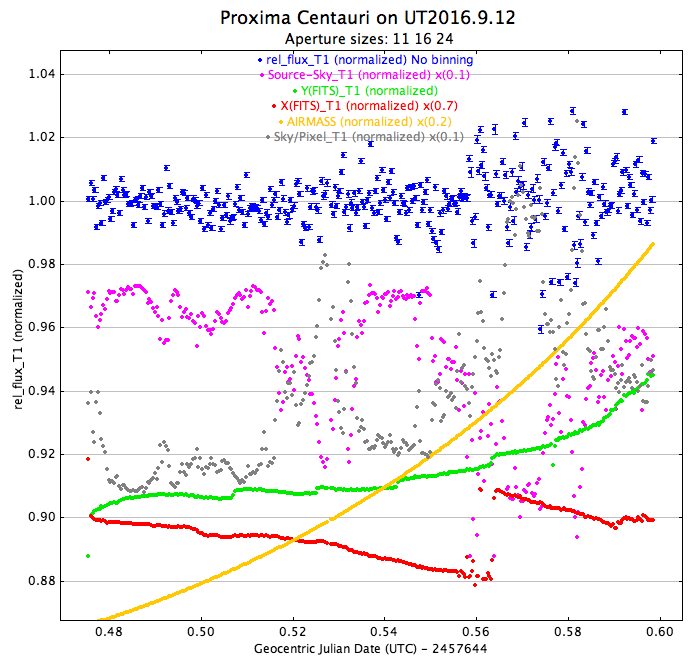 Proxima Centauri on UT2016.9.12
Aperture sizes: 11 16 24
rel_flux_T1 (normalized) No binning
Source-Sky_T1 (normalized) x(0.1)
Y(FITS)_T1 (normalized)
X(FITS)_T1 (normalized) x(0.7)
AIRMASS (normalized) x(0.2)
Sky/Pixel_T1 (normalized) x(0.1)
rel_flux_T1 (normalized)
1.04
1.02
1.00
0.98
0.96
0.94
0.92
0.90
0.88
0.48 0.50 0.52 0.54 0.56 0.58 0.60
Geocentric Julian Date (UTC) - 2457644